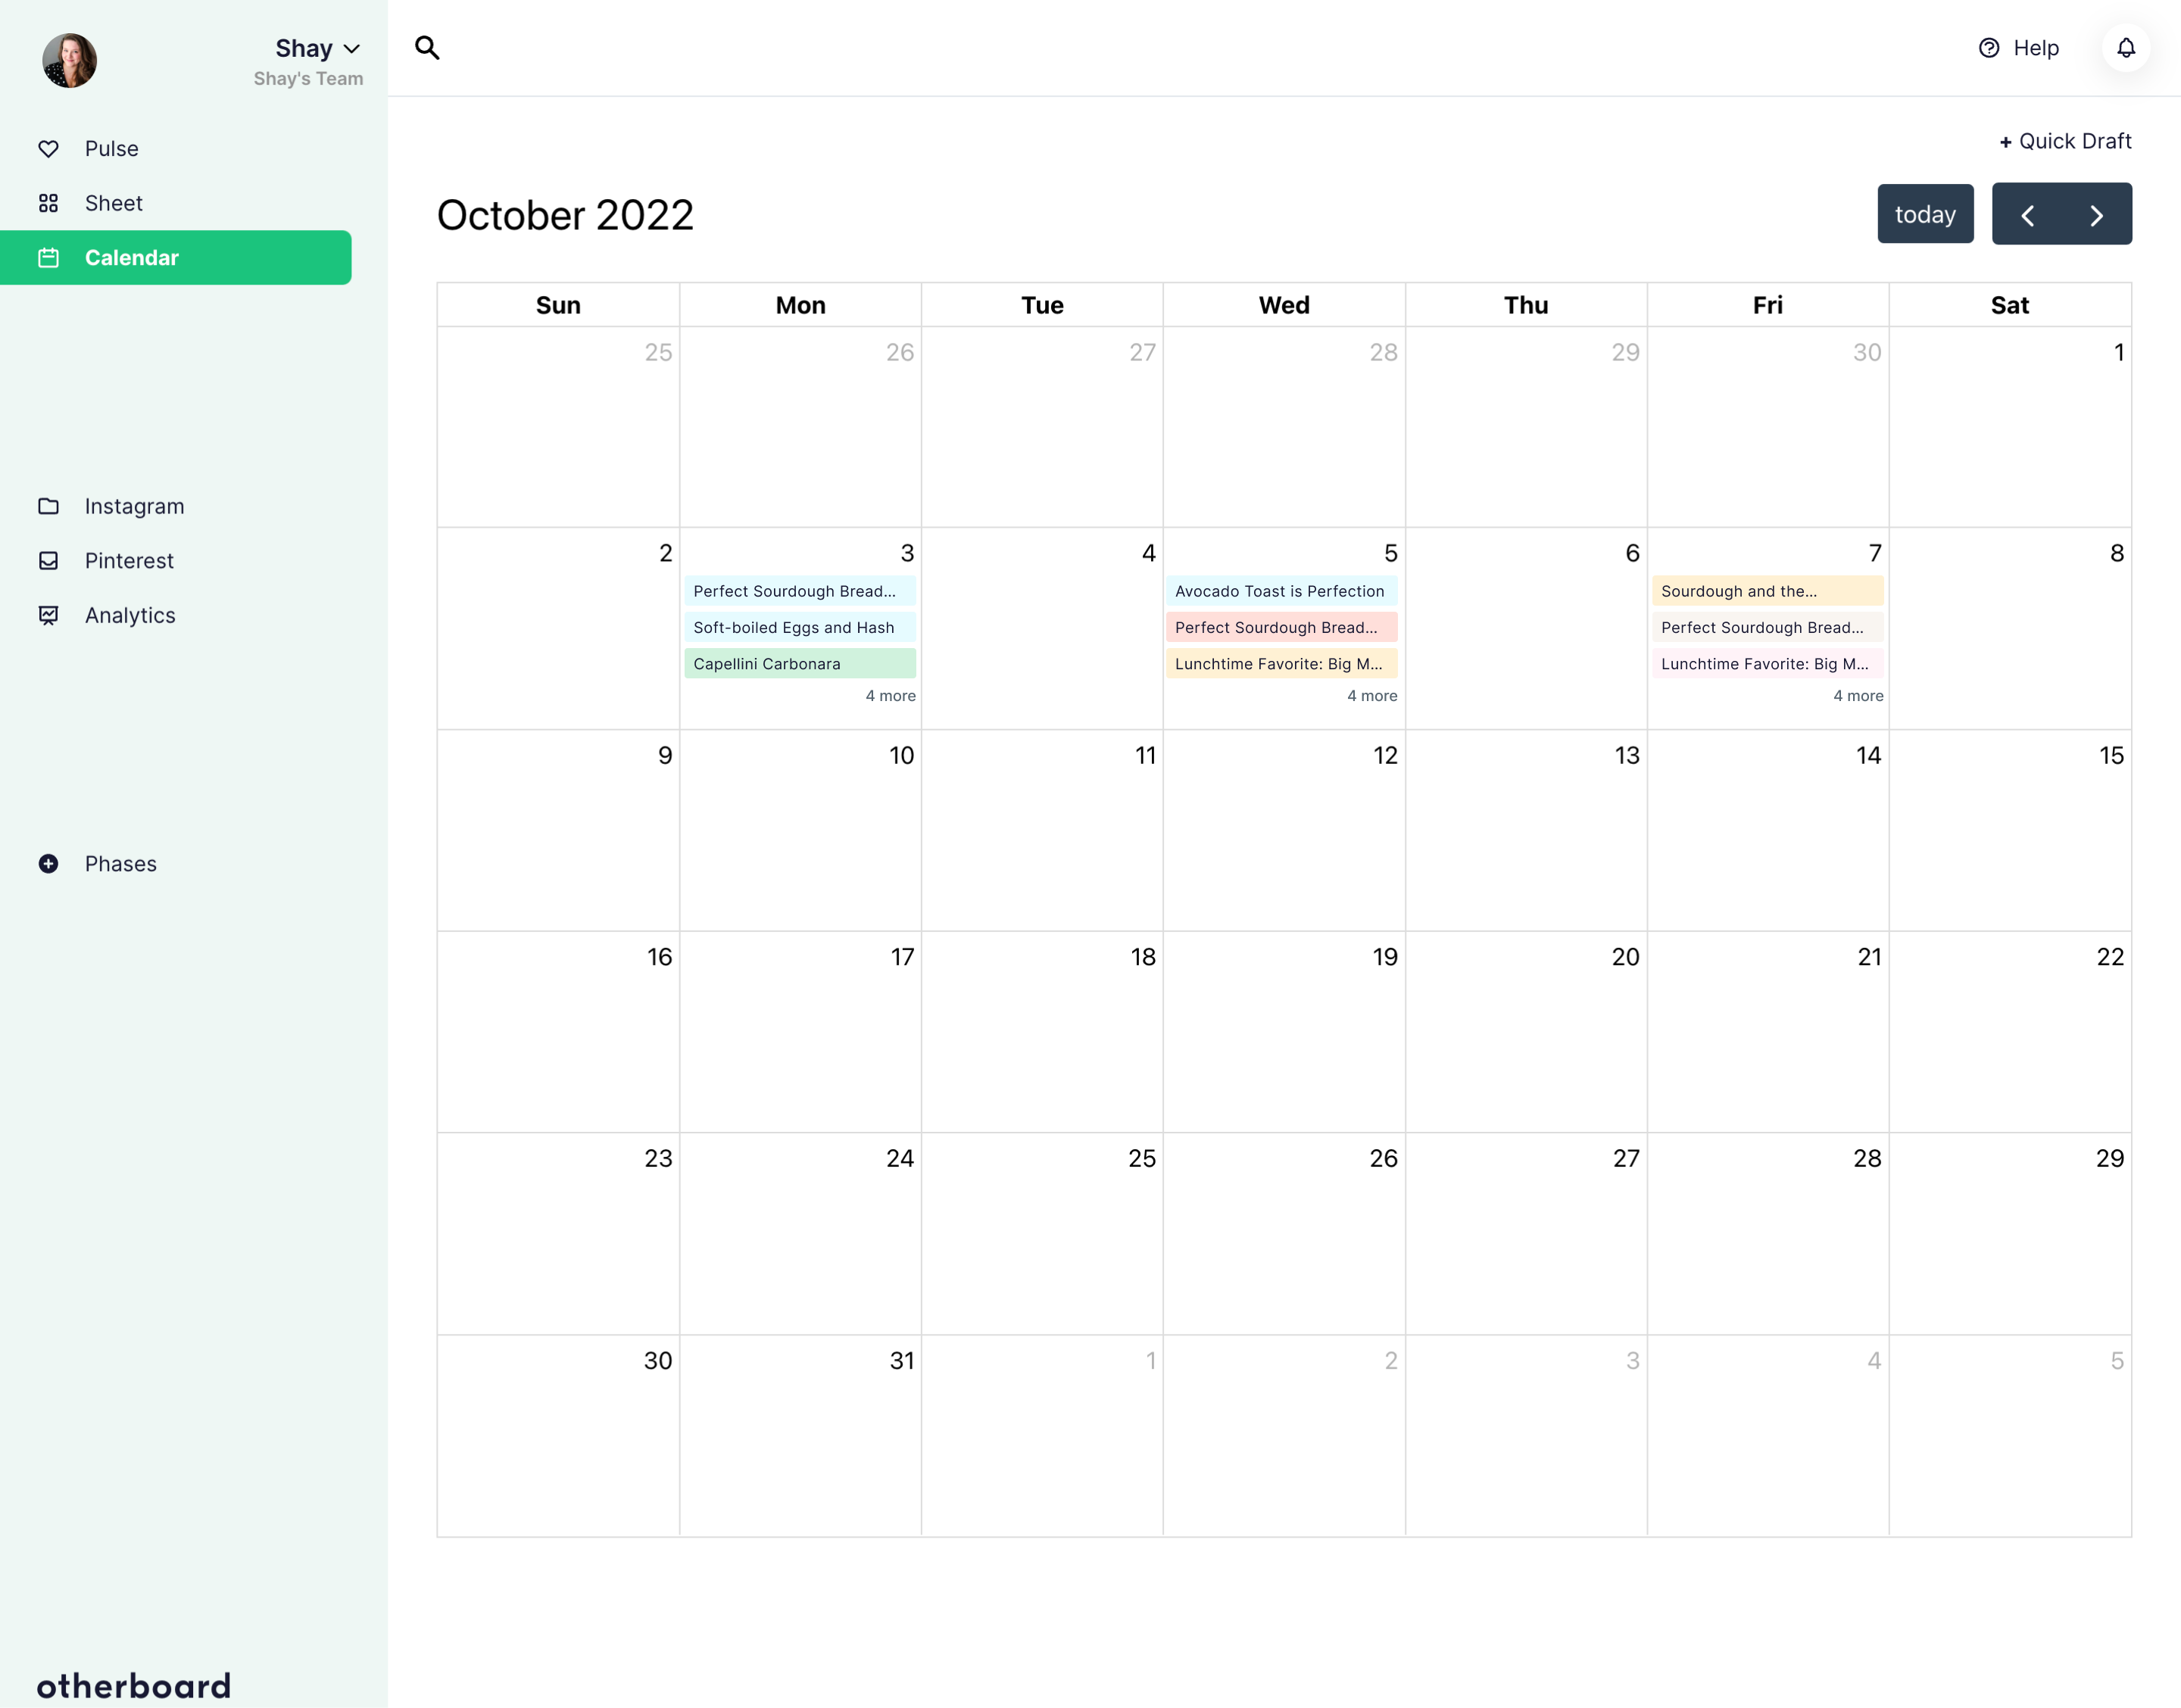 Shay
Shay's Team
Pulse
Sheet
Calendar
Instagram
Pinterest
Analytics
Phases
otherboard
Help
+ Quick Draft
October 2022
today
Sun Mon Tue Wed Thu Fri Sat
25 26 27 28 29 30 1
2 3 4 5 6 7 8
Perfect Sourdough Bread...
Soft-boiled Eggs and Hash
Capellini Carbonara
4 more
Avocado Toast is Perfection
Perfect Sourdough Bread...
Lunchtime Favorite: Big M...
4 more
Sourdough and the...
Perfect Sourdough Bread...
Lunchtime Favorite: Big M...
4 more
9 10 11 12 13 14 15
16 17 18 19 20 21 22
23 24 25 26 27 28 29
30 31 1 2 3 4 5